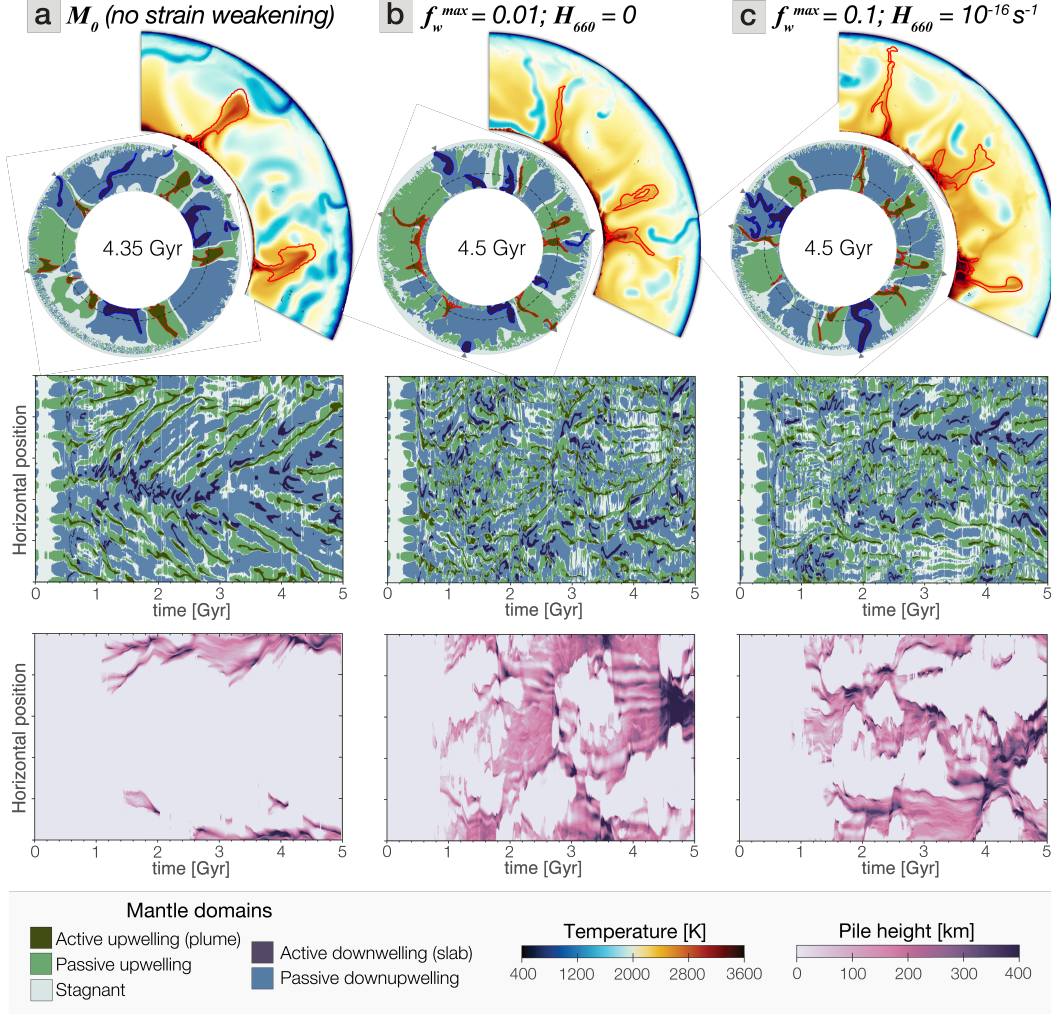 a M₀ (no strain weakening)
b f_w^max = 0.01; H₆₆₀ = 0
c f_w^max = 0.1; H₆₆₀ = 10⁻¹⁶ s⁻¹
4.35 Gyr
4.5 Gyr
4.5 Gyr
Horizontal position
0 1 2 3 4 5
time [Gyr]
0 1 2 3 4 5
time [Gyr]
0 1 2 3 4 5
time [Gyr]
Horizontal position
0 1 2 3 4 5
time [Gyr]
0 1 2 3 4 5
time [Gyr]
0 1 2 3 4 5
time [Gyr]
Mantle domains
Active upwelling (plume)
Passive upwelling
Stagnant
Active downwelling (slab)
Passive downupwelling
Temperature [K]
400 1200 2000 2800 3600
Pile height [km]
0 100 200 300 400